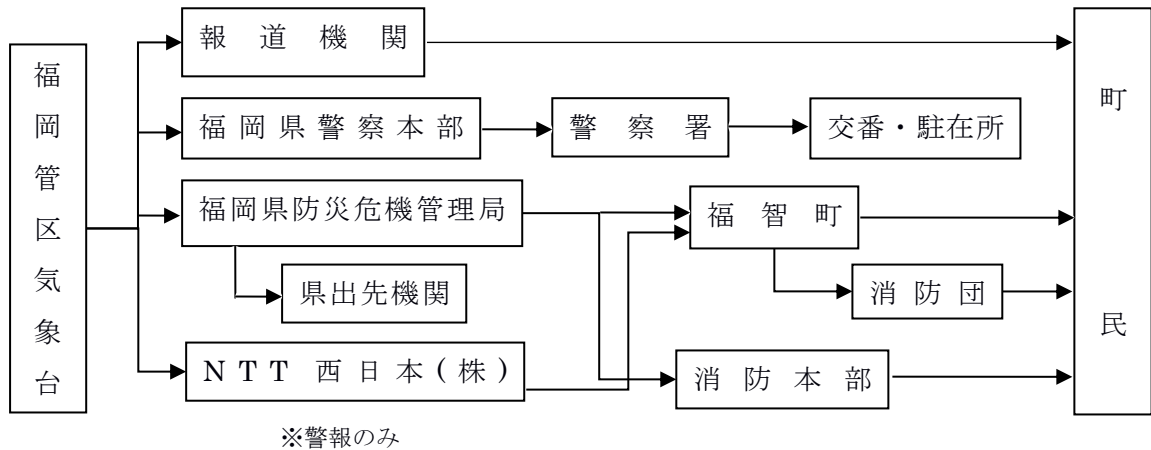 福岡管区気象台
報道機関
福岡県警察本部
警察署
交番・駐在所
福岡県防災危機管理局
福智町
県出先機関
消防団
NTT 西日本(株)
消防本部
町民
※警報のみ